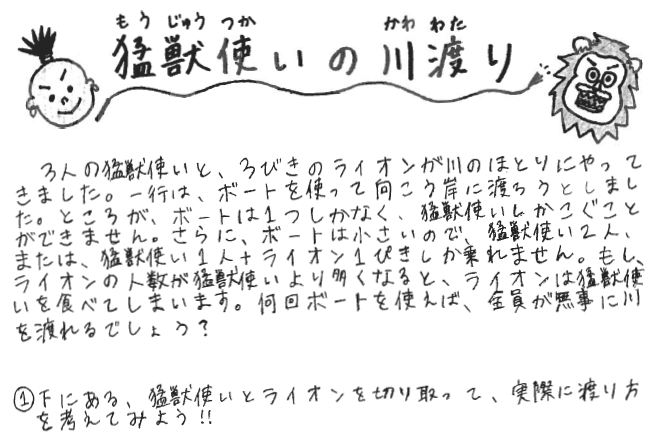 もうじゅうつか かわわた
猛獣使いの川渡り
3人の猛獣使いと、3びきのライオンが川のほとりにやって
きました。一行は、ボートを使って向こう岸に渡ろうとしまし
た。ところが、ボートは1つしかなく、猛獣使いしかこぐこと
ができません。さらに、ボートは小さいので、猛獣使い2人、
または、猛獣使い1人+ライオン1ぴきしか乗れません。もし、
ライオンの人数が猛獣使いより多くなると、ライオンは猛獣使
いを食べてしまいます。何回ボートを使えば、全員が無事に川
を渡れるでしょう?
①下にある、猛獣使いとライオンを切り取って、実際に渡り方
を考えてみよう!!